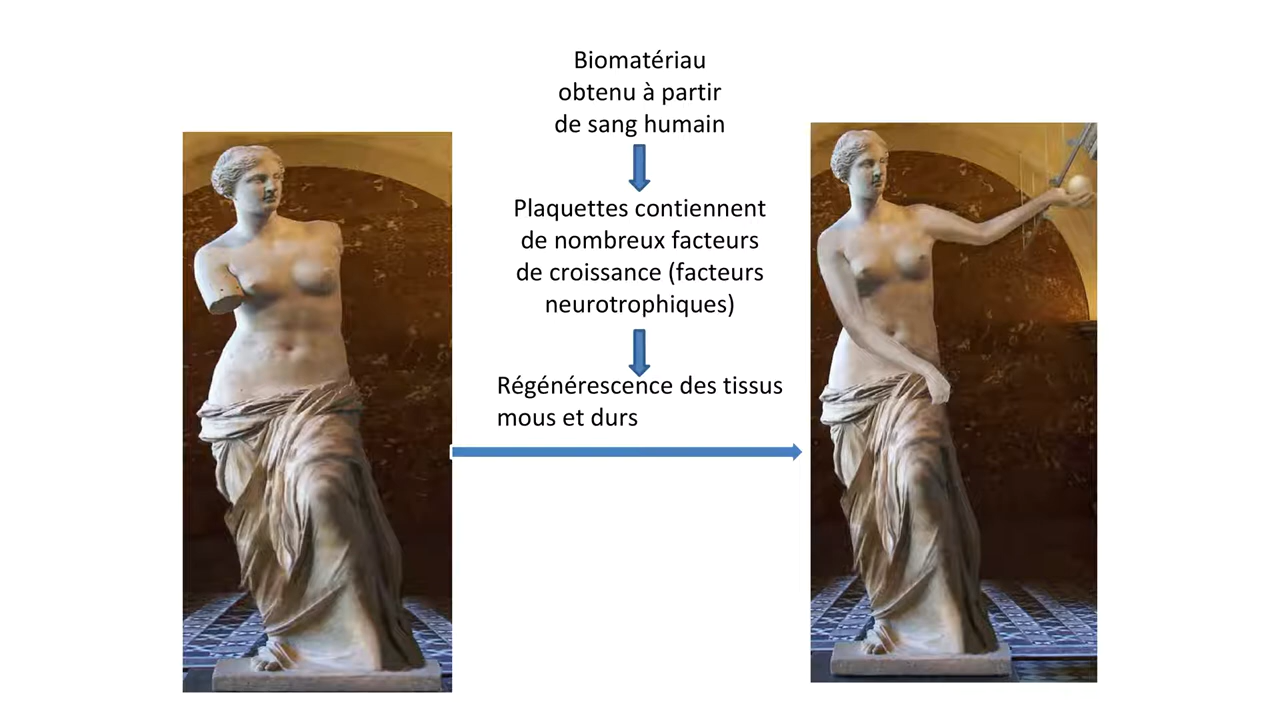 Biomatériau
obtenu à partir
de sang humain
Plaquettes contiennent
de nombreux facteurs
de croissance (facteurs
neurotrophiques)
Régénérescence des tissus
mous et durs